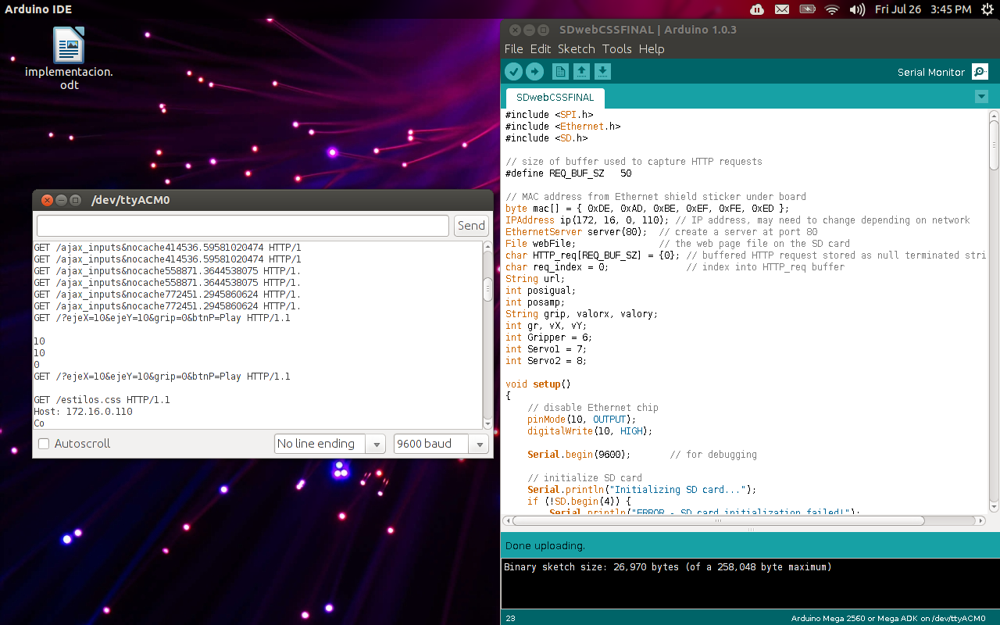 Arduino IDE
Fri Jul 26 3:45 PM
implementacion.
odt
/dev/ttyACM0
Send
GET /ajax_inputs&nocache414536.59581020474 HTTP/1
GET /ajax_inputs&nocache414536.59581020474 HTTP/1
GET /ajax_inputs&nocache558871.3644538075 HTTP/1.
GET /ajax_inputs&nocache558871.3644538075 HTTP/1.
GET /ajax_inputs&nocache772451.2945860624 HTTP/1.
GET /ajax_inputs&nocache772451.2945860624 HTTP/1.
GET /?ejeX=10&ejeY=10&grip=0&btnP=Play HTTP/1.1
10
10
0
GET /?ejeX=10&ejeY=10&grip=0&btnP=Play HTTP/1.1
GET /estilos.css HTTP/1.1
Host: 172.16.0.110
Co
Autoscroll
No line ending
9600 baud
SDwebCSSFINAL | Arduino 1.0.3
File Edit Sketch Tools Help
Serial Monitor
SDwebCSSFINAL
#include <SPI.h>
#include <Ethernet.h>
#include <SD.h>
// size of buffer used to capture HTTP requests
#define REQ_BUF_SZ   50
// MAC address from Ethernet shield sticker under board
byte mac[] = { 0xDE, 0xAD, 0xBE, 0xEF, 0xFE, 0xED };
IPAddress ip(172, 16, 0, 110); // IP address, may need to change depending on network
EthernetServer server(80);  // create a server at port 80
File webFile;               // the web page file on the SD card
char HTTP_req[REQ_BUF_SZ] = {0}; // buffered HTTP request stored as null terminated stri
char req_index = 0;              // index into HTTP_req buffer
String url;
int posigual;
int posamp;
String grip, valorx, valory;
int gr, vX, vY;
int Gripper = 6;
int Servo1 = 7;
int Servo2 = 8;
void setup()
{
// disable Ethernet chip
pinMode(10, OUTPUT);
digitalWrite(10, HIGH);
Serial.begin(9600);       // for debugging
// initialize SD card
Serial.println("Initializing SD card...");
if (!SD.begin(4)) {
Serial.println("ERROR - SD card initialization failed!");
Done uploading.
Binary sketch size: 26,970 bytes (of a 258,048 byte maximum)
23
Arduino Mega 2560 or Mega ADK on /dev/ttyACM0